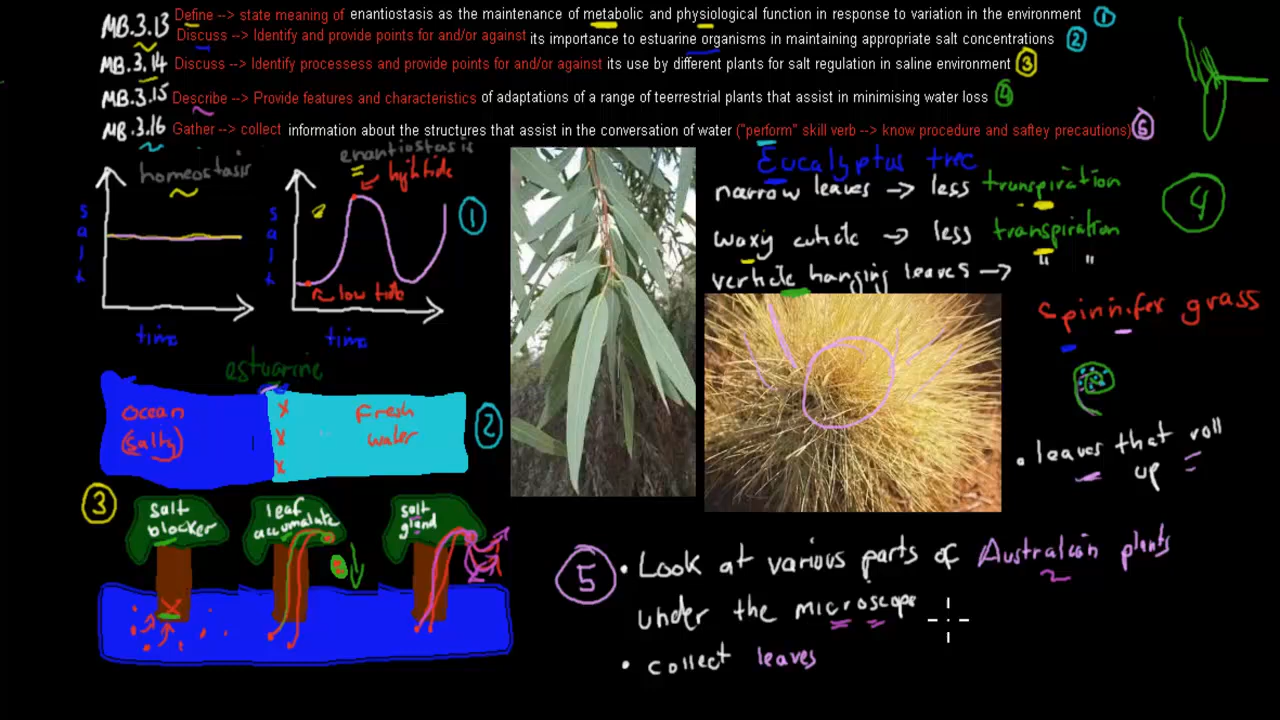 MB.3.13 Define --> state meaning of enantiostasis as the maintenance of metabolic and physiological function in response to variation in the environment 1
Discuss --> Identify and provide points for and/or against its importance to estuarine organisms in maintaining appropriate salt concentrations 2
MB.3.14 Discuss --> Identify processess and provide points for and/or against its use by different plants for salt regulation in saline environment 3
MB.3.15 Describe --> Provide features and characteristics of adaptations of a range of teerrestrial plants that assist in minimising water loss 4
MB.3.16 Gather --> collect information about the structures that assist in the conversation of water ("perform" skill verb --> know procedure and saftey precautions) 5
homeostasis
salt
time
enantiostasis
high tide
salt
low tide
time
1
estuarine
Ocean
(salty)
x
x
x
Fresh
water
2
3
salt
blocker
leaf
accumalate
salt
gland
Eucalyptus tree
narrow leaves -> less transpiration
waxy cuticle -> less transpiration
verticle hanging leaves -> " "
4
spinnifex grass
• leaves that roll
up
5
• Look at various parts of Australian plants
under the microscope
• collect leaves